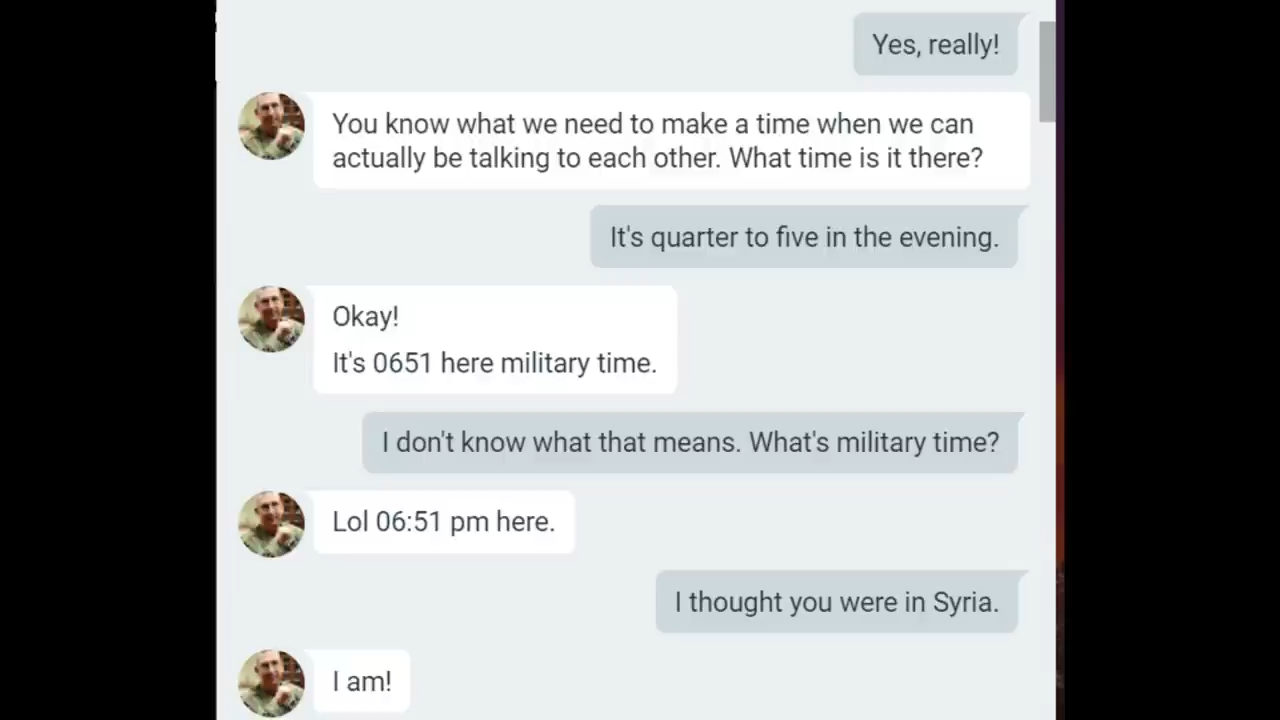 Yes, really!
You know what we need to make a time when we can
actually be talking to each other. What time is it there?
It's quarter to five in the evening.
Okay!
It's 0651 here military time.
I don't know what that means. What's military time?
Lol 06:51 pm here.
I thought you were in Syria.
I am!